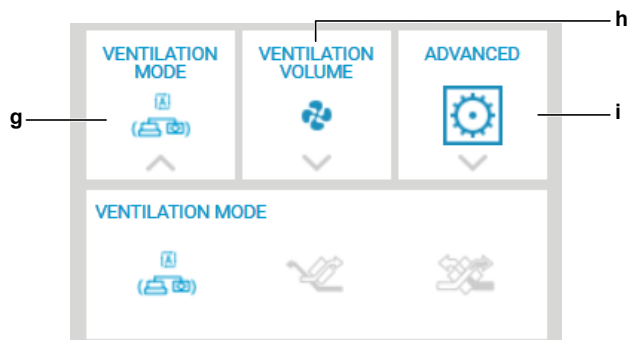 h
VENTILATION MODE
VENTILATION VOLUME
ADVANCED
g
A
i
VENTILATION MODE
A